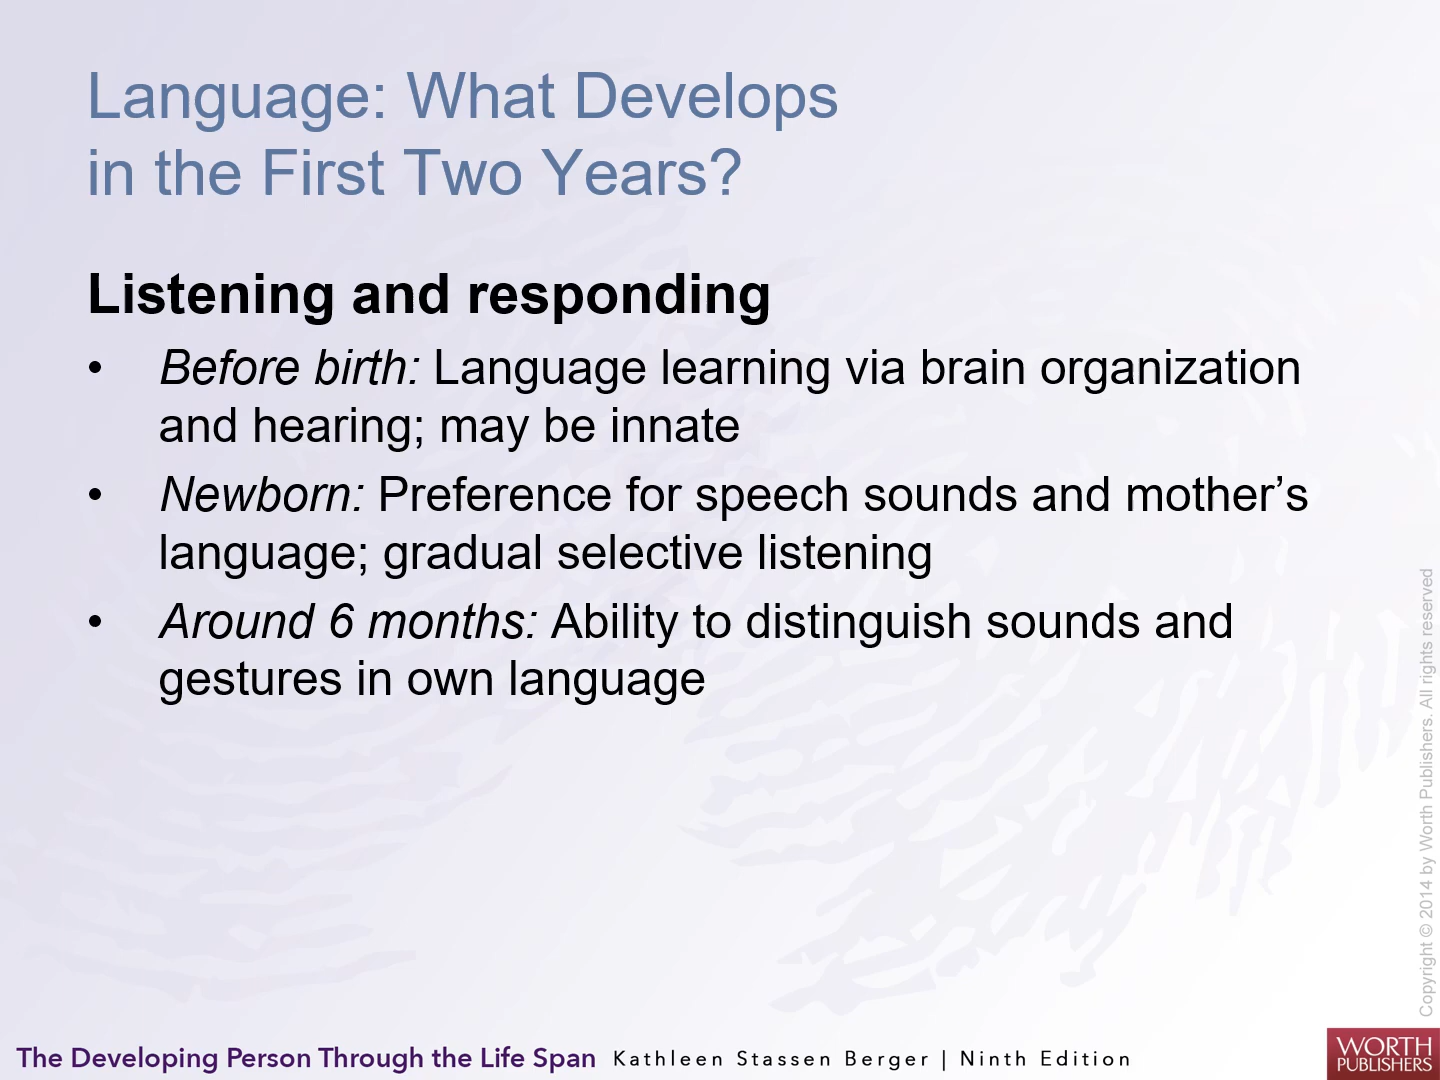 Language: What Develops
in the First Two Years?
Listening and responding
• Before birth: Language learning via brain organization
and hearing; may be innate
• Newborn: Preference for speech sounds and mother’s
language; gradual selective listening
• Around 6 months: Ability to distinguish sounds and
gestures in own language
Copyright © 2014 by Worth Publishers. All rights reserved
The Developing Person Through the Life Span Kathleen Stassen Berger | Ninth Edition
WORTH
PUBLISHERS